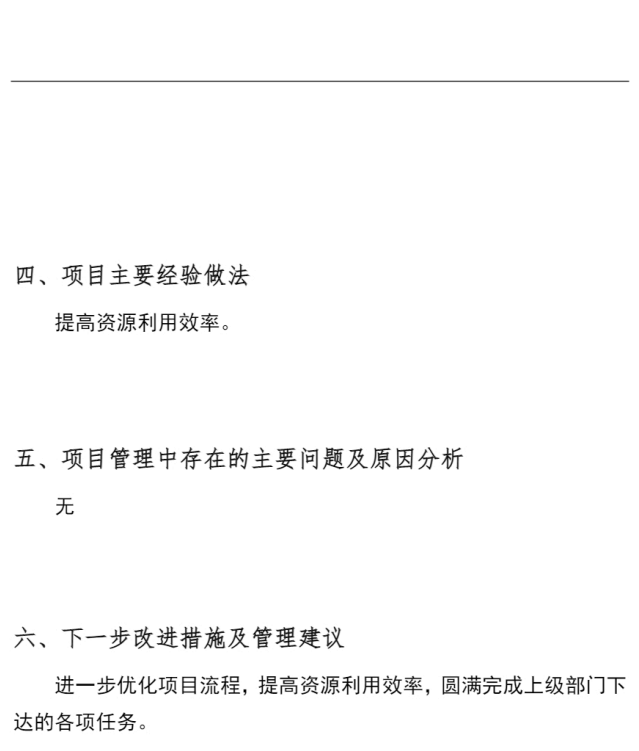 四、项目主要经验做法
提高资源利用效率。
五、项目管理中存在的主要问题及原因分析
无
六、下一步改进措施及管理建议
进一步优化项目流程，提高资源利用效率，圆满完成上级部门下
达的各项任务。